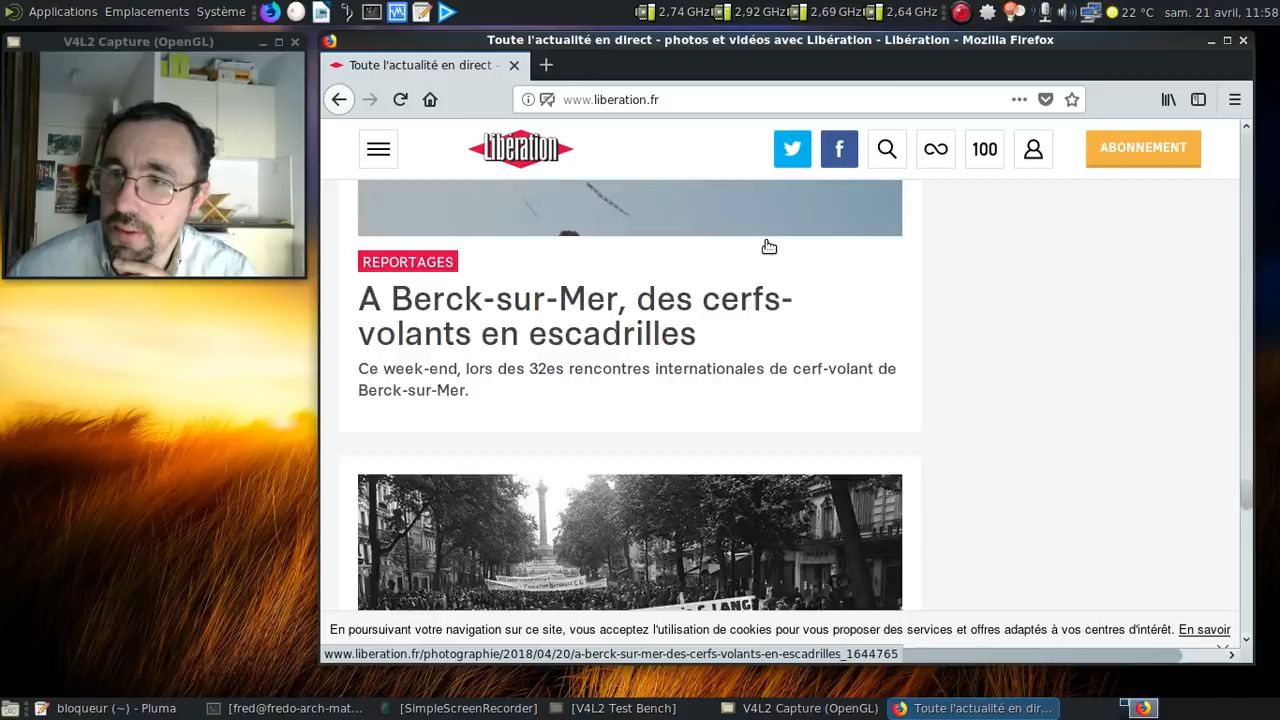 Applications Emplacements Système 2,74 GHz 2,92 GHz 2,69 GHz 2,64 GHz 22 °C sam. 21 avril, 11:58
V4L2 Capture (OpenGL)
Toute l'actualité en direct - photos et vidéos avec Libération - Libération - Mozilla Firefox
Toute l'actualité en direct -
www.liberation.fr
Libération 100 ABONNEMENT
REPORTAGES
A Berck-sur-Mer, des cerfs-
volants en escadrilles
Ce week-end, lors des 32es rencontres internationales de cerf-volant de
Berck-sur-Mer.
LANG
En poursuivant votre navigation sur ce site, vous acceptez l'utilisation de cookies pour vous proposer des services et offres adaptés à vos centres d'intérêt. En savoir
www.liberation.fr/photographie/2018/04/20/a-berck-sur-mer-des-cerfs-volants-en-escadrilles_1644765
bloqueur (~) - Pluma [fred@fredo-arch-mat... [SimpleScreenRecorder] [V4L2 Test Bench] V4L2 Capture (OpenGL) Toute l'actualité en dir...